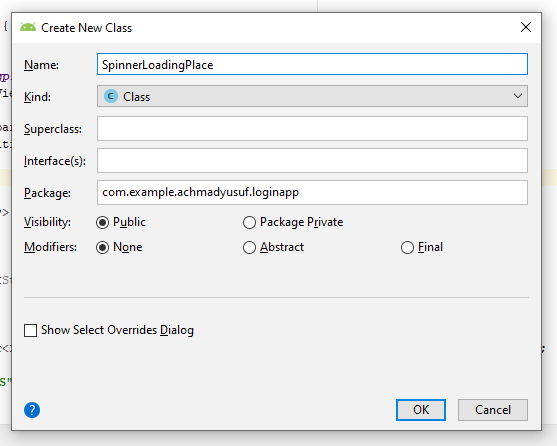 Create New Class
Name: SpinnerLoadingPlace
Kind: C Class
Superclass:
Interface(s):
Package: com.example.achmadyusuf.loginapp
Visibility: Public Package Private
Modifiers: None Abstract Final
Show Select Overrides Dialog
? OK Cancel